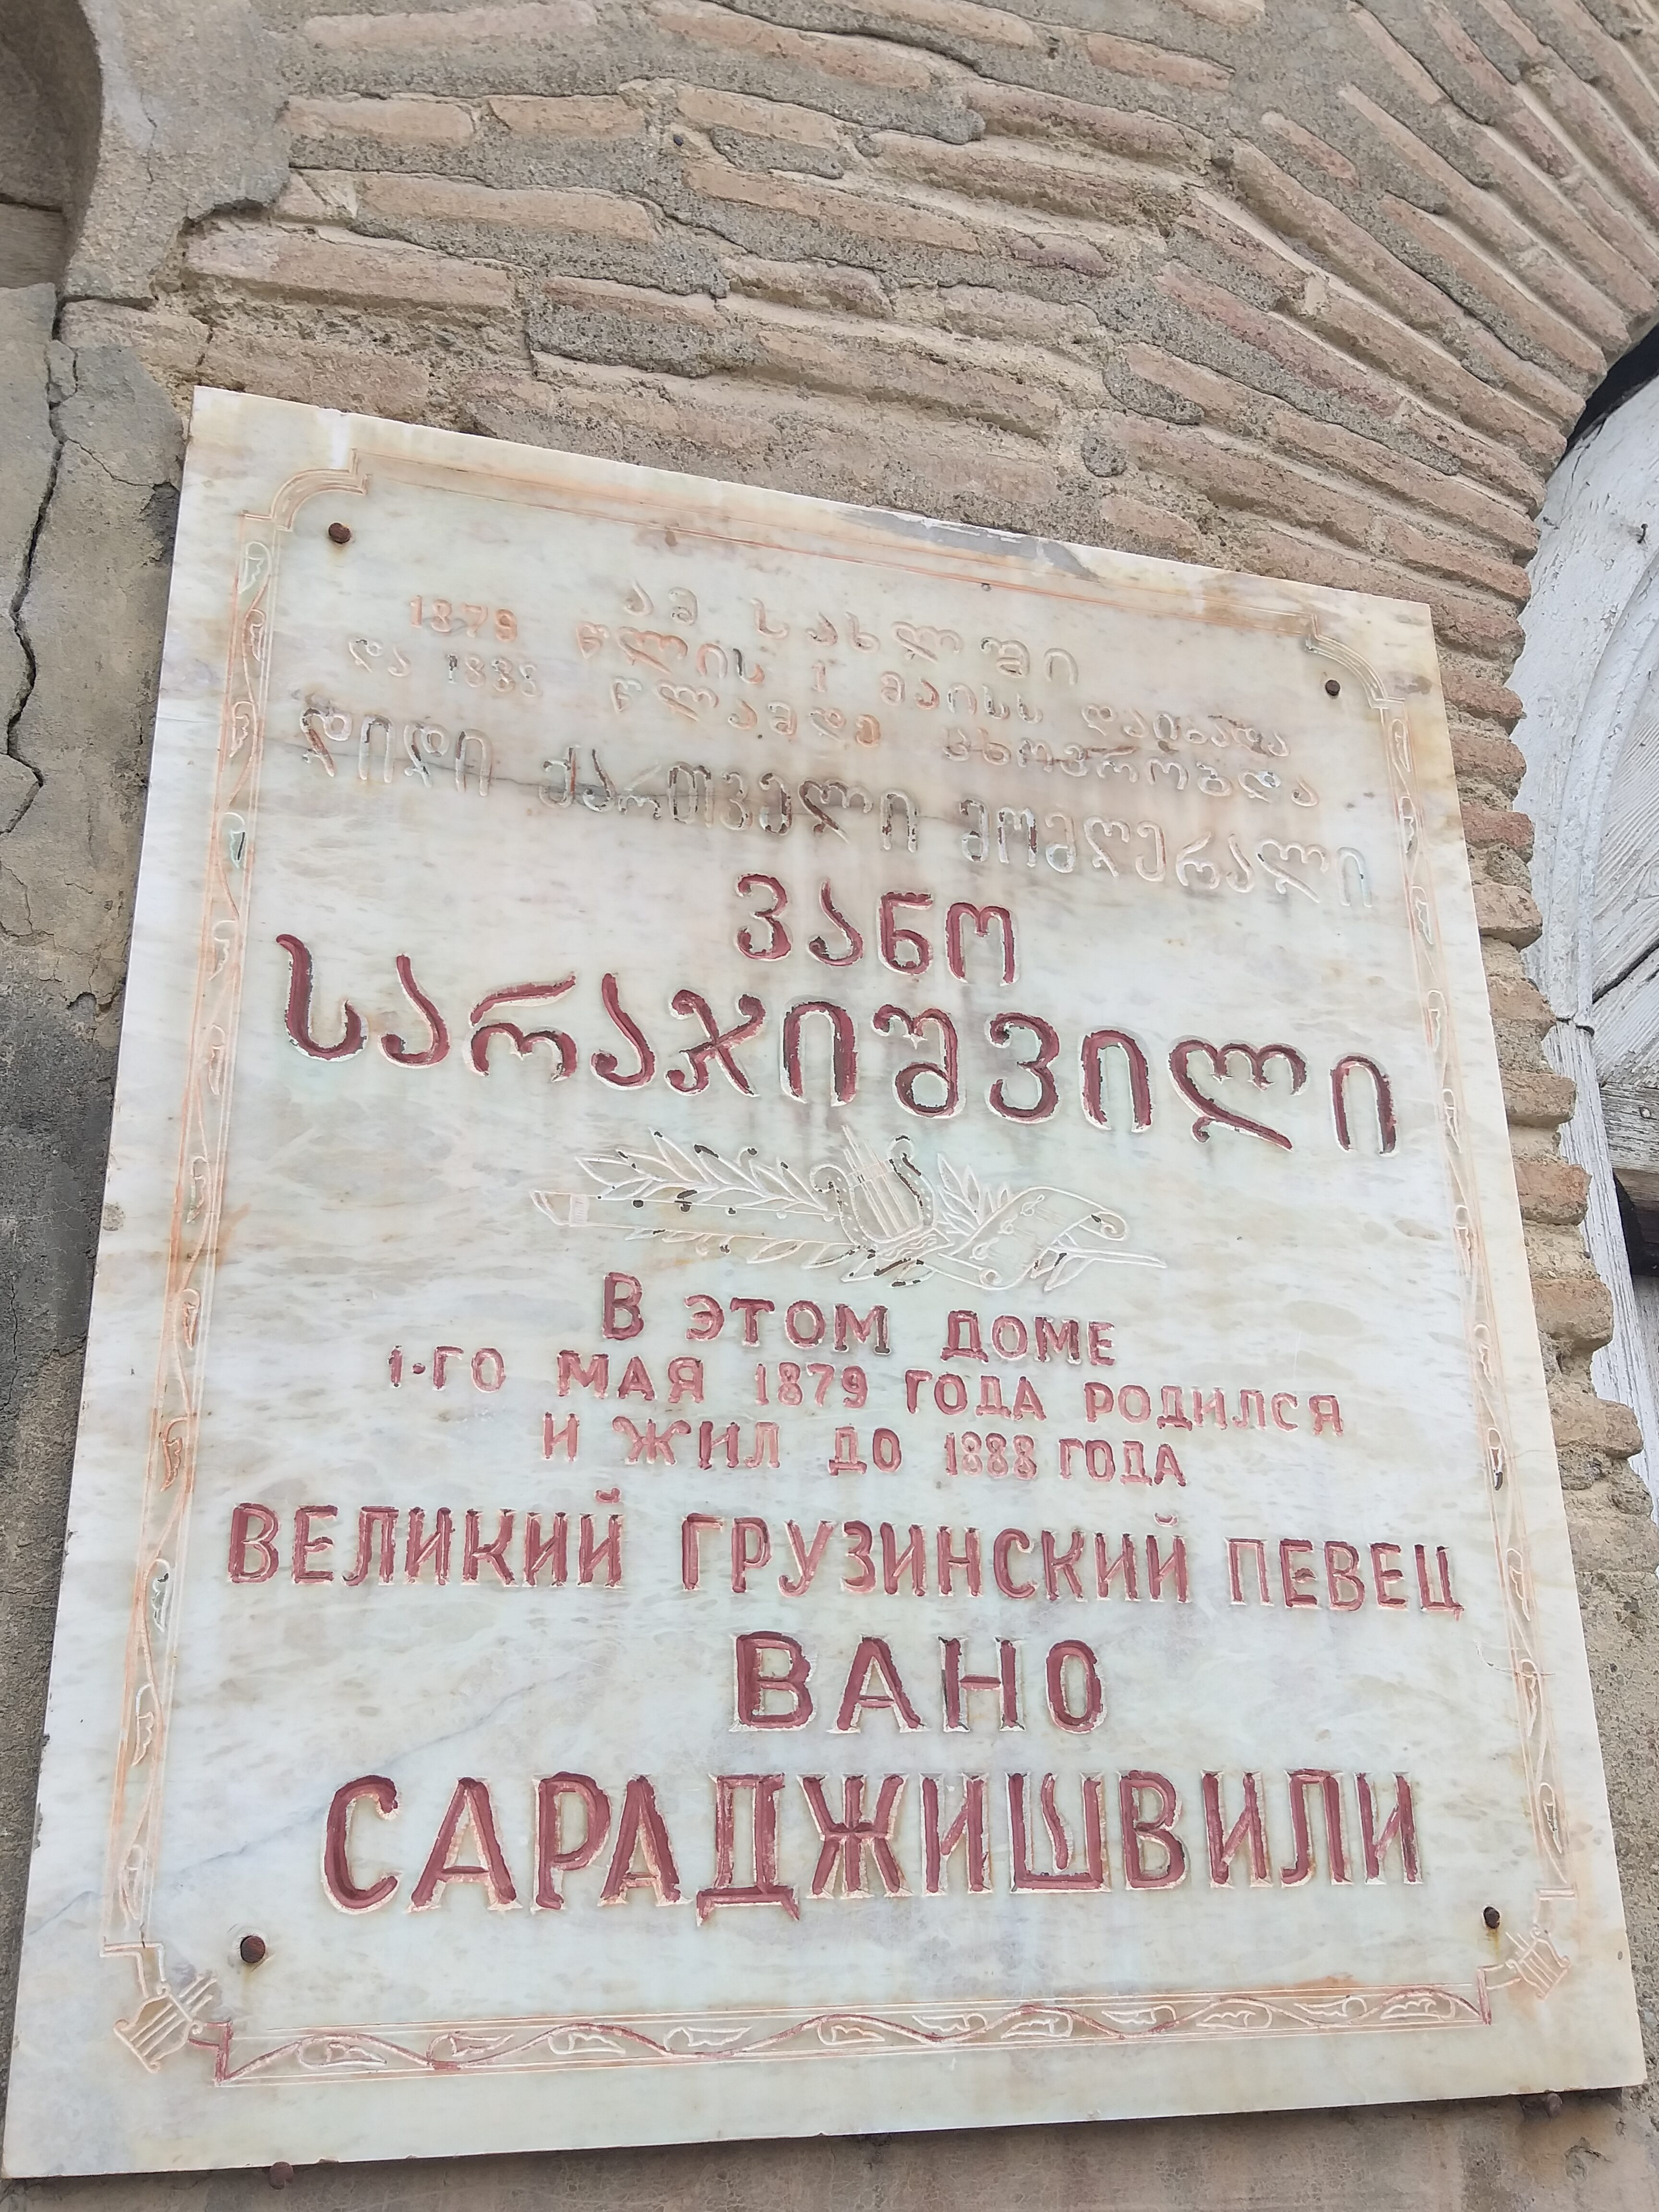 ამ სახლში
1879 წლის 1 მაისს დაიბადა
და 1888 წლამდე ცხოვრობდა
დიდი ქართველი მომღერალი
ვანო
სარაჯიშვილი
В ЭТОМ ДОМЕ
1-ГО МАЯ 1879 ГОДА РОДИЛСЯ
И ЖИЛ ДО 1888 ГОДА
ВЕЛИКИЙ ГРУЗИНСКИЙ ПЕВЕЦ
ВАНО
САРАДЖИШВИЛИ